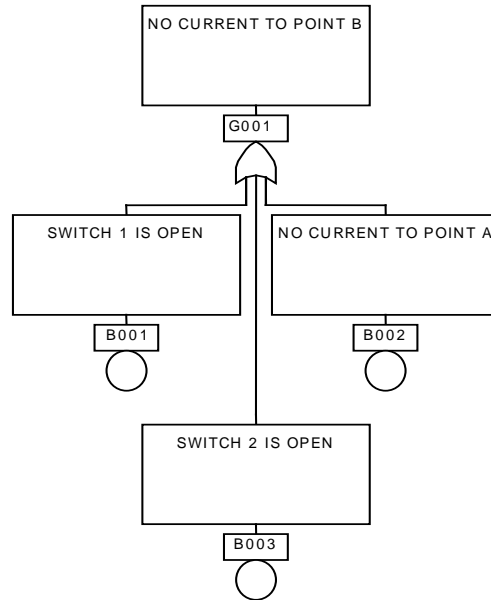 NO CURRENT TO POINT B
G001
SWITCH 1 IS OPEN
NO CURRENT TO POINT A
B001
B002
SWITCH 2 IS OPEN
B003